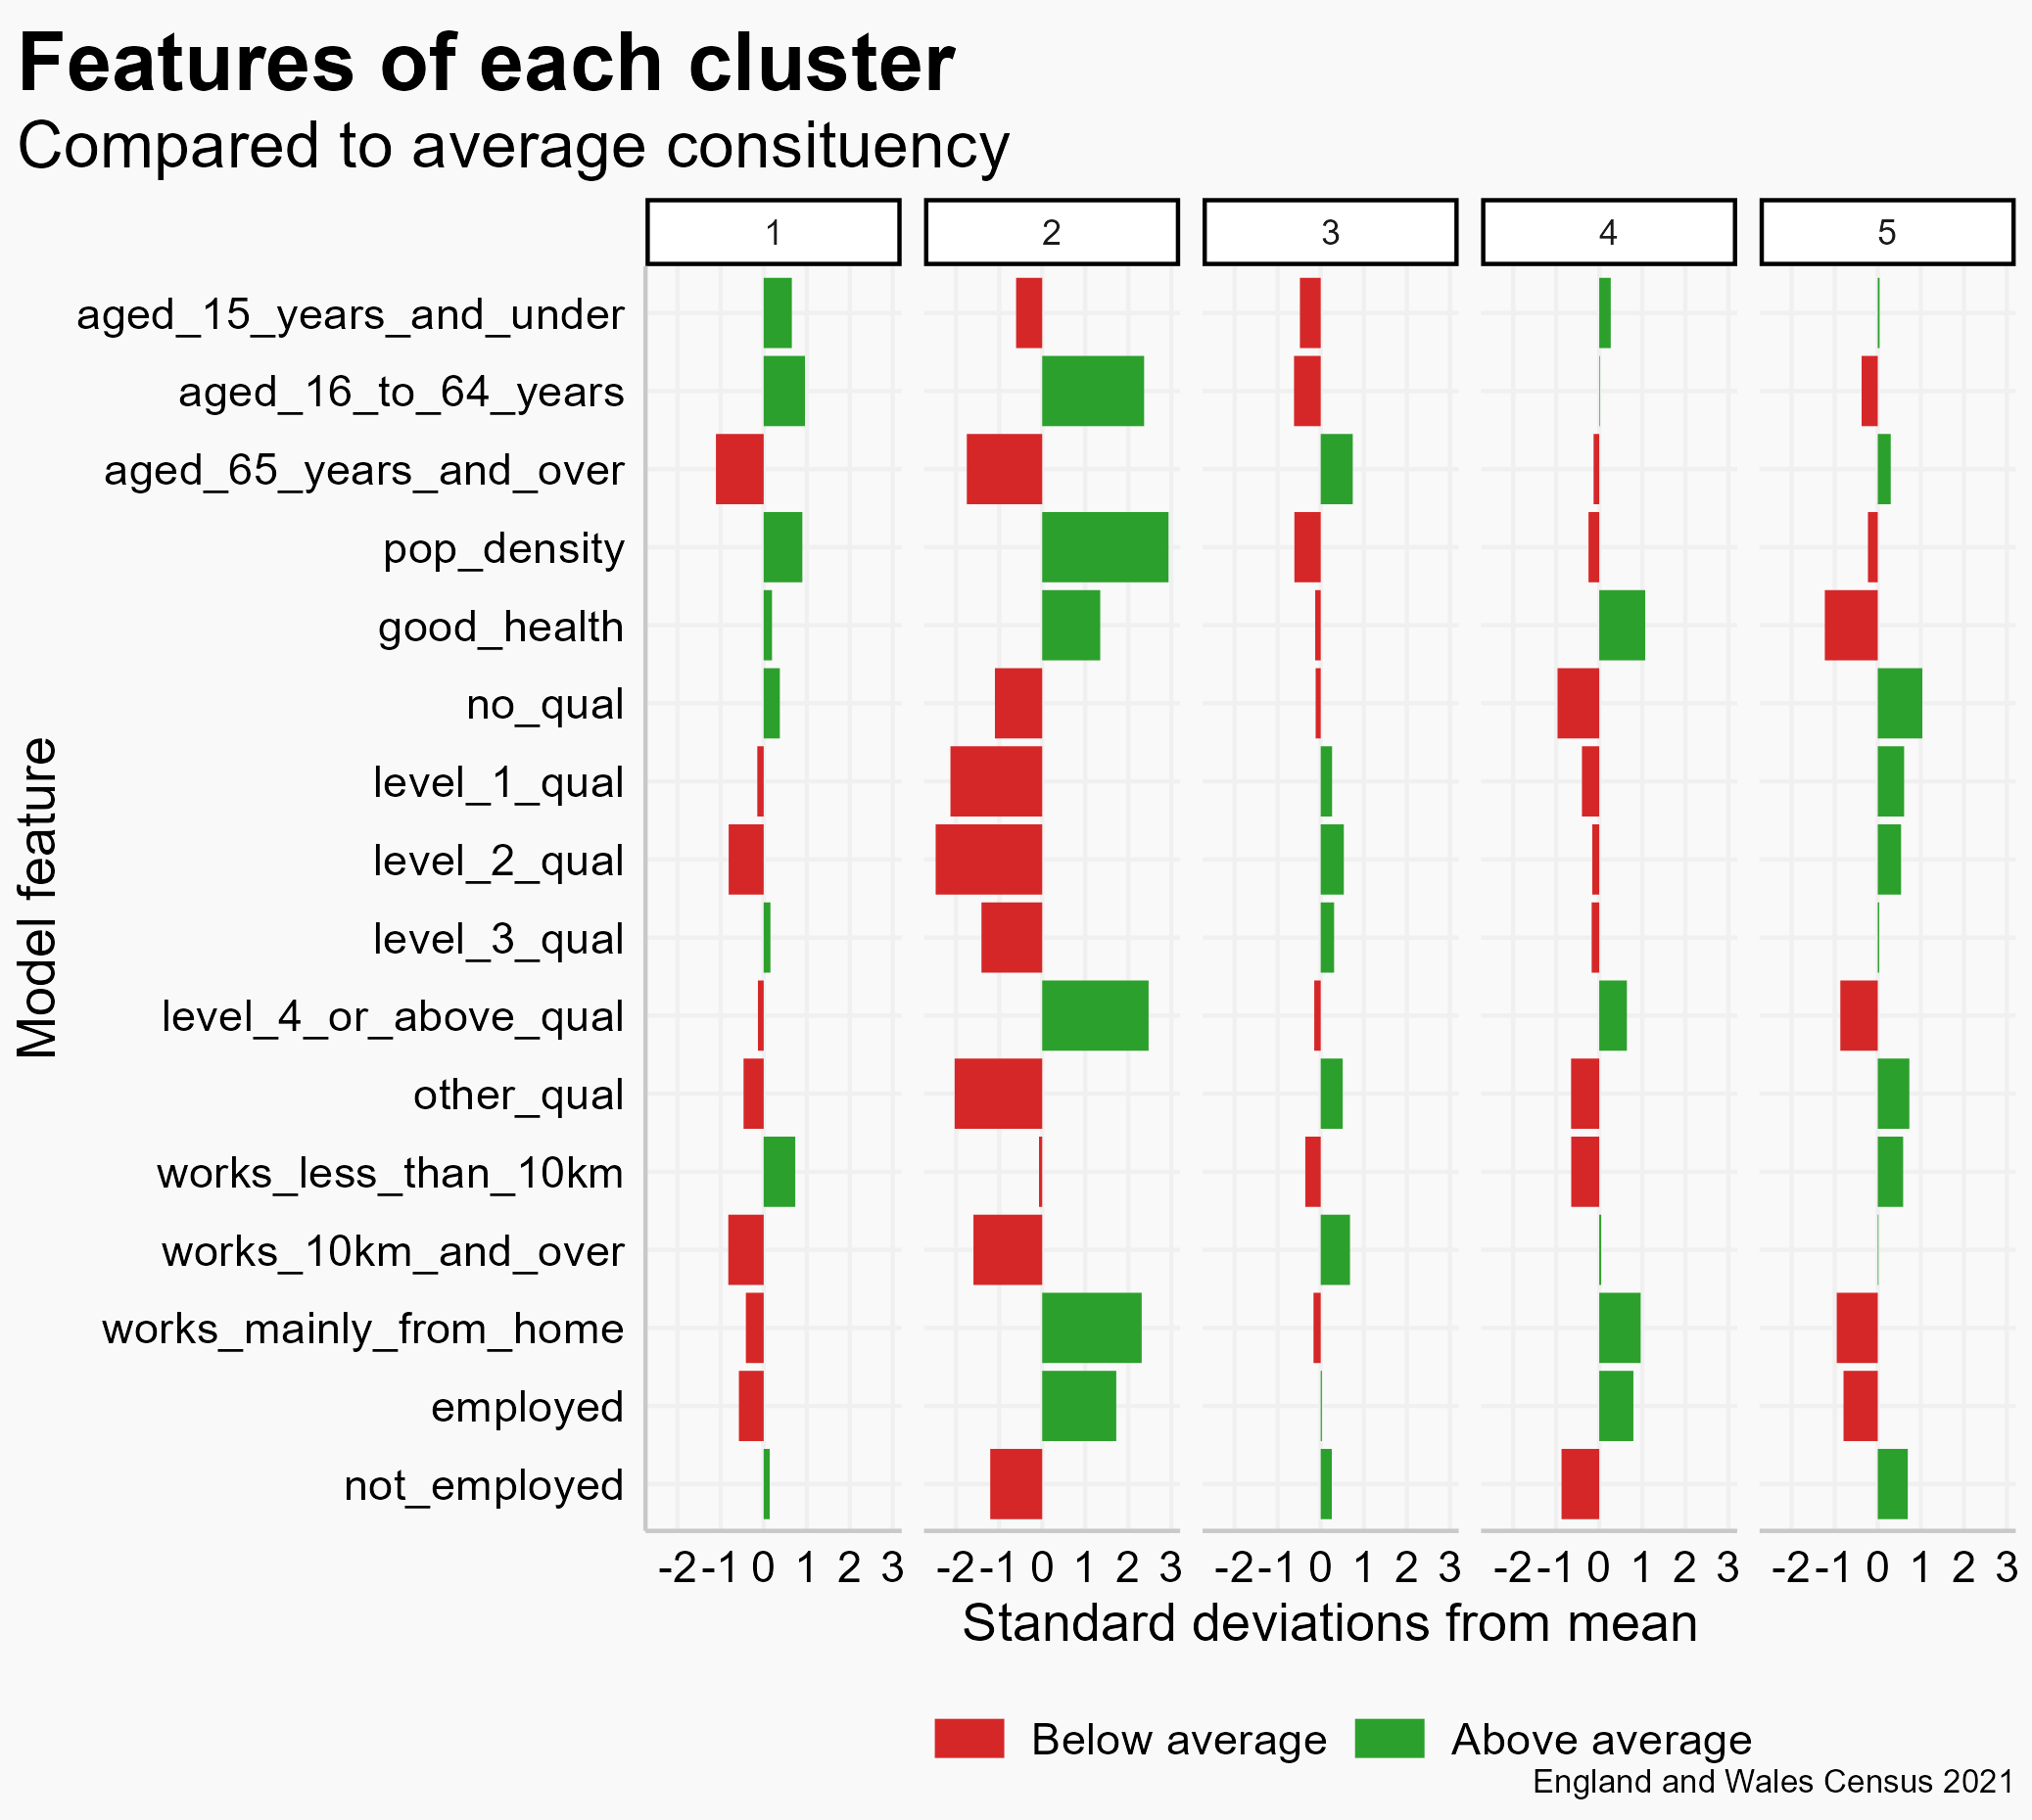 Features of each cluster
Compared to average consituency
1 2 3 4 5
aged_15_years_and_under
aged_16_to_64_years
aged_65_years_and_over
pop_density
good_health
no_qual
level_1_qual
level_2_qual
level_3_qual
level_4_or_above_qual
other_qual
works_less_than_10km
works_10km_and_over
works_mainly_from_home
employed
not_employed
Model feature
-2 -1 0 1 2 3 -2 -1 0 1 2 3 -2 -1 0 1 2 3 -2 -1 0 1 2 3 -2 -1 0 1 2 3
Standard deviations from mean
Below average Above average
England and Wales Census 2021